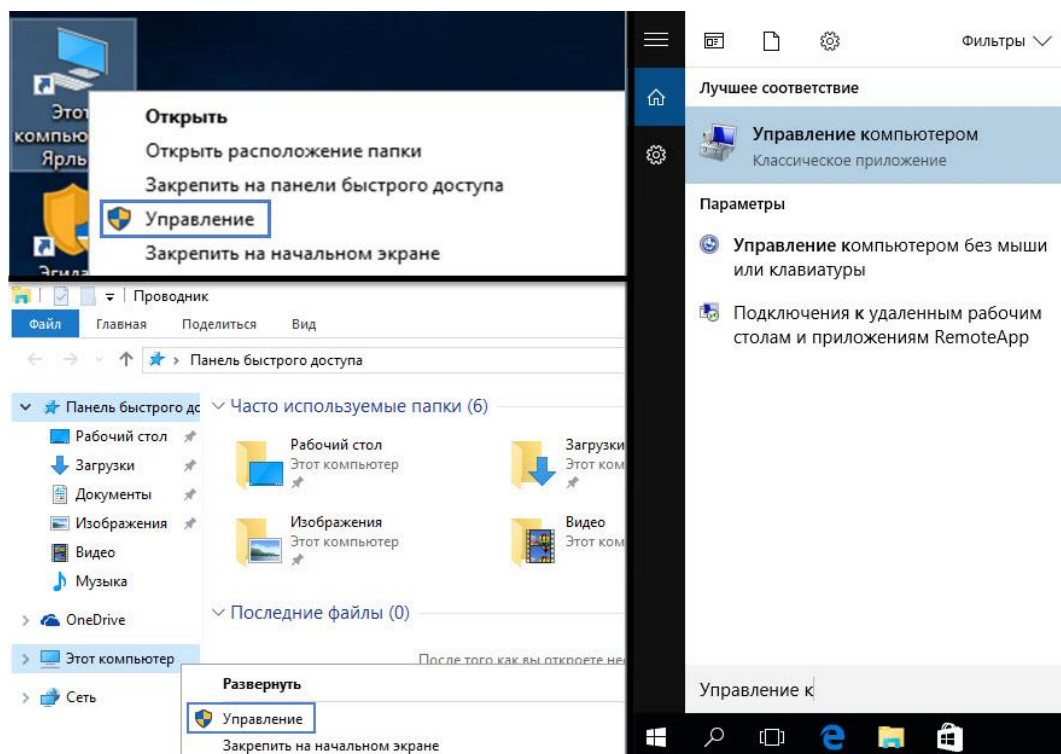 Этот
Ярлы
Открыть
Открыть расположение папки
Закрепить на панели быстрого доступа
Управление
Закрепить на начальном экране
Проводник
Файл Главная Поделиться Вид
Панель быстрого доступа
Панель быстрого дс
Рабочий стол
Загрузки
Документы
Изображения
Видео
Музыка
OneDrive
Этот компьютер
Сеть
Часто используемые папки (6)
Рабочий стол
Этот компьютер
Загрузки
Этот ком
Изображения
Этот компьютер
Видео
Этот ком
Последние файлы (0)
После того как вы откроете не
Развернуть
Управление
Закрепить на начальном экране
Фильтры
Лучшее соответствие
Управление компьютером
Классическое приложение
Параметры
Управление компьютером без мыши
или клавиатуры
Подключения к удаленным рабочим
столам и приложениям RemoteApp
Управление к